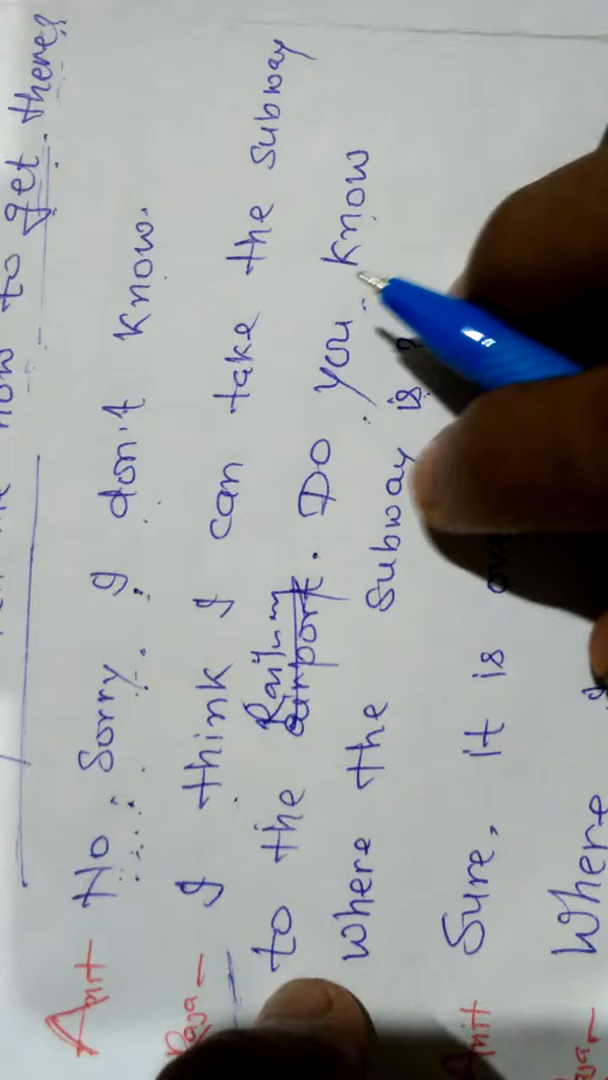 how to get there?
Amit No, Sorry. I don't know.
Raja - I think I can take the subway
to the Railway airport. Do you know
where the subway is?
Amit Sure, it is
Where